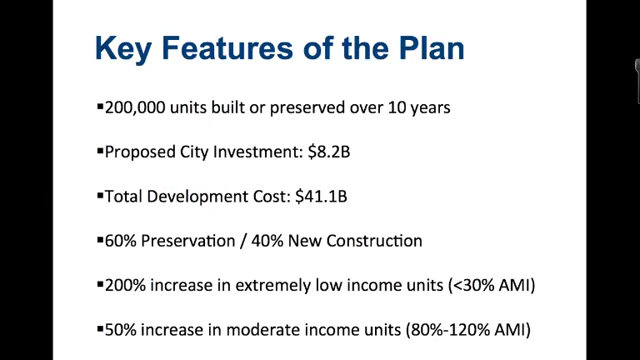 Key Features of the Plan
▪200,000 units built or preserved over 10 years
▪Proposed City Investment: $8.2B
▪Total Development Cost: $41.1B
▪60% Preservation / 40% New Construction
▪200% increase in extremely low income units (<30% AMI)
▪50% increase in moderate income units (80%-120% AMI)